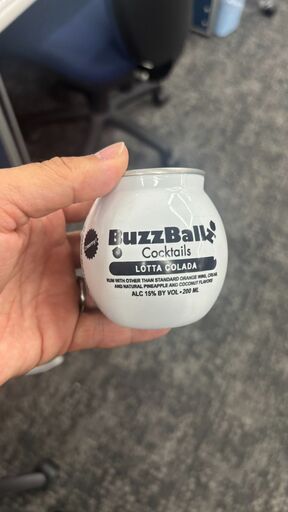 BuzzBallz
Cocktails
LOTTA COLADA
RUM WITH OTHER THAN STANDARD ORANGE WINE, CREAM
AND NATURAL PINEAPPLE AND COCONUT FLAVORS
ALC 15% BY VOL • 200 ML